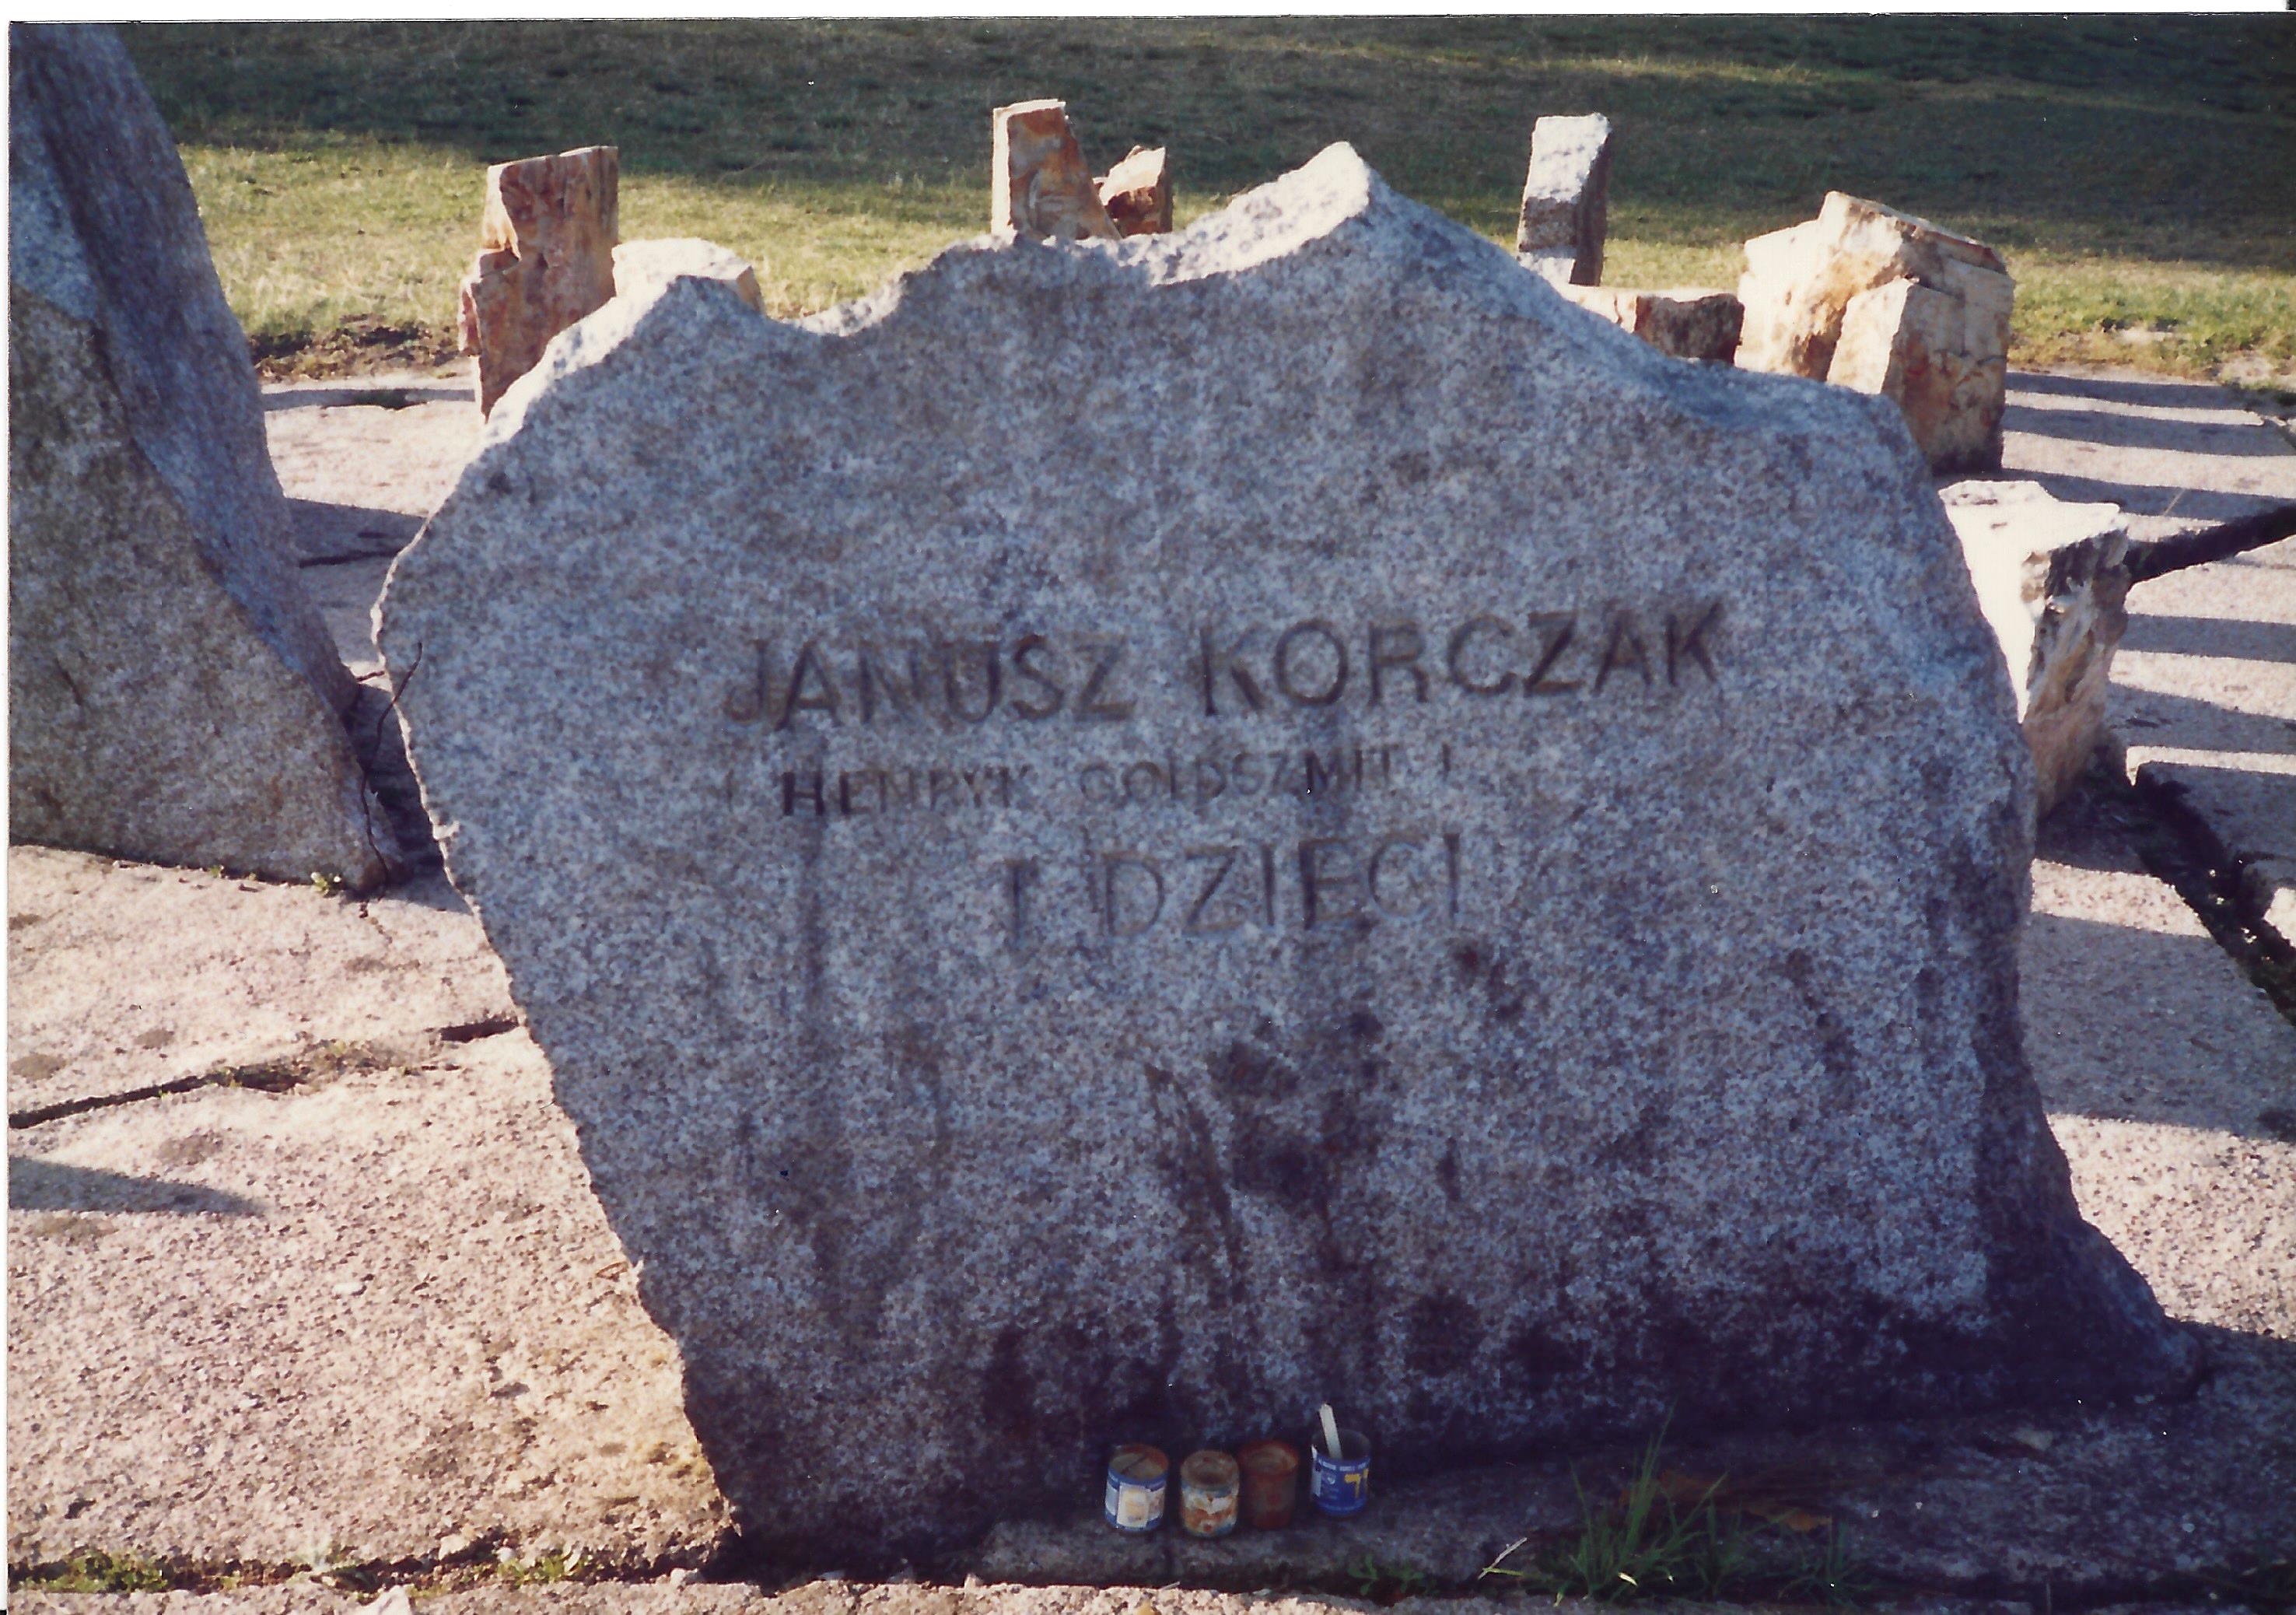 JANUSZ KORCZAK
( HENRYK GOLDSZMIT )
I DZIECI